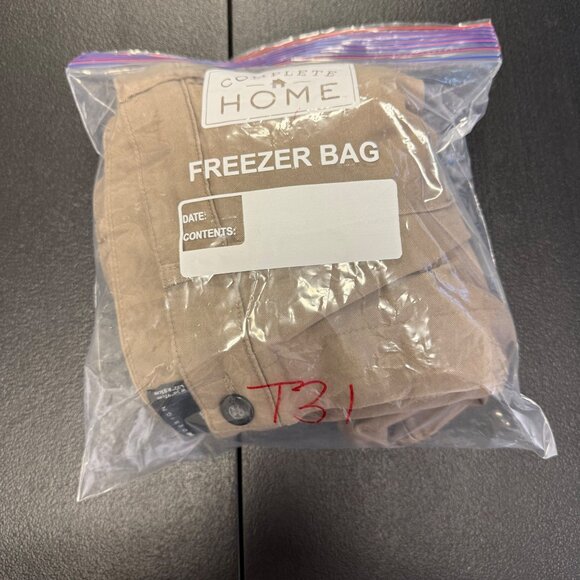 COMPLETE
HOME
FREEZER BAG
DATE:
CONTENTS:
T31